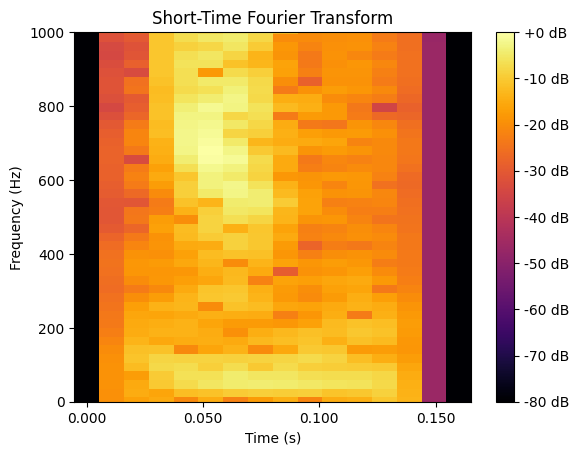 Short-Time Fourier Transform
Frequency (Hz)
1000
800
600
400
200
0
0.000
0.050
0.100
0.150
Time (s)
+0 dB
-10 dB
-20 dB
-30 dB
-40 dB
-50 dB
-60 dB
-70 dB
-80 dB